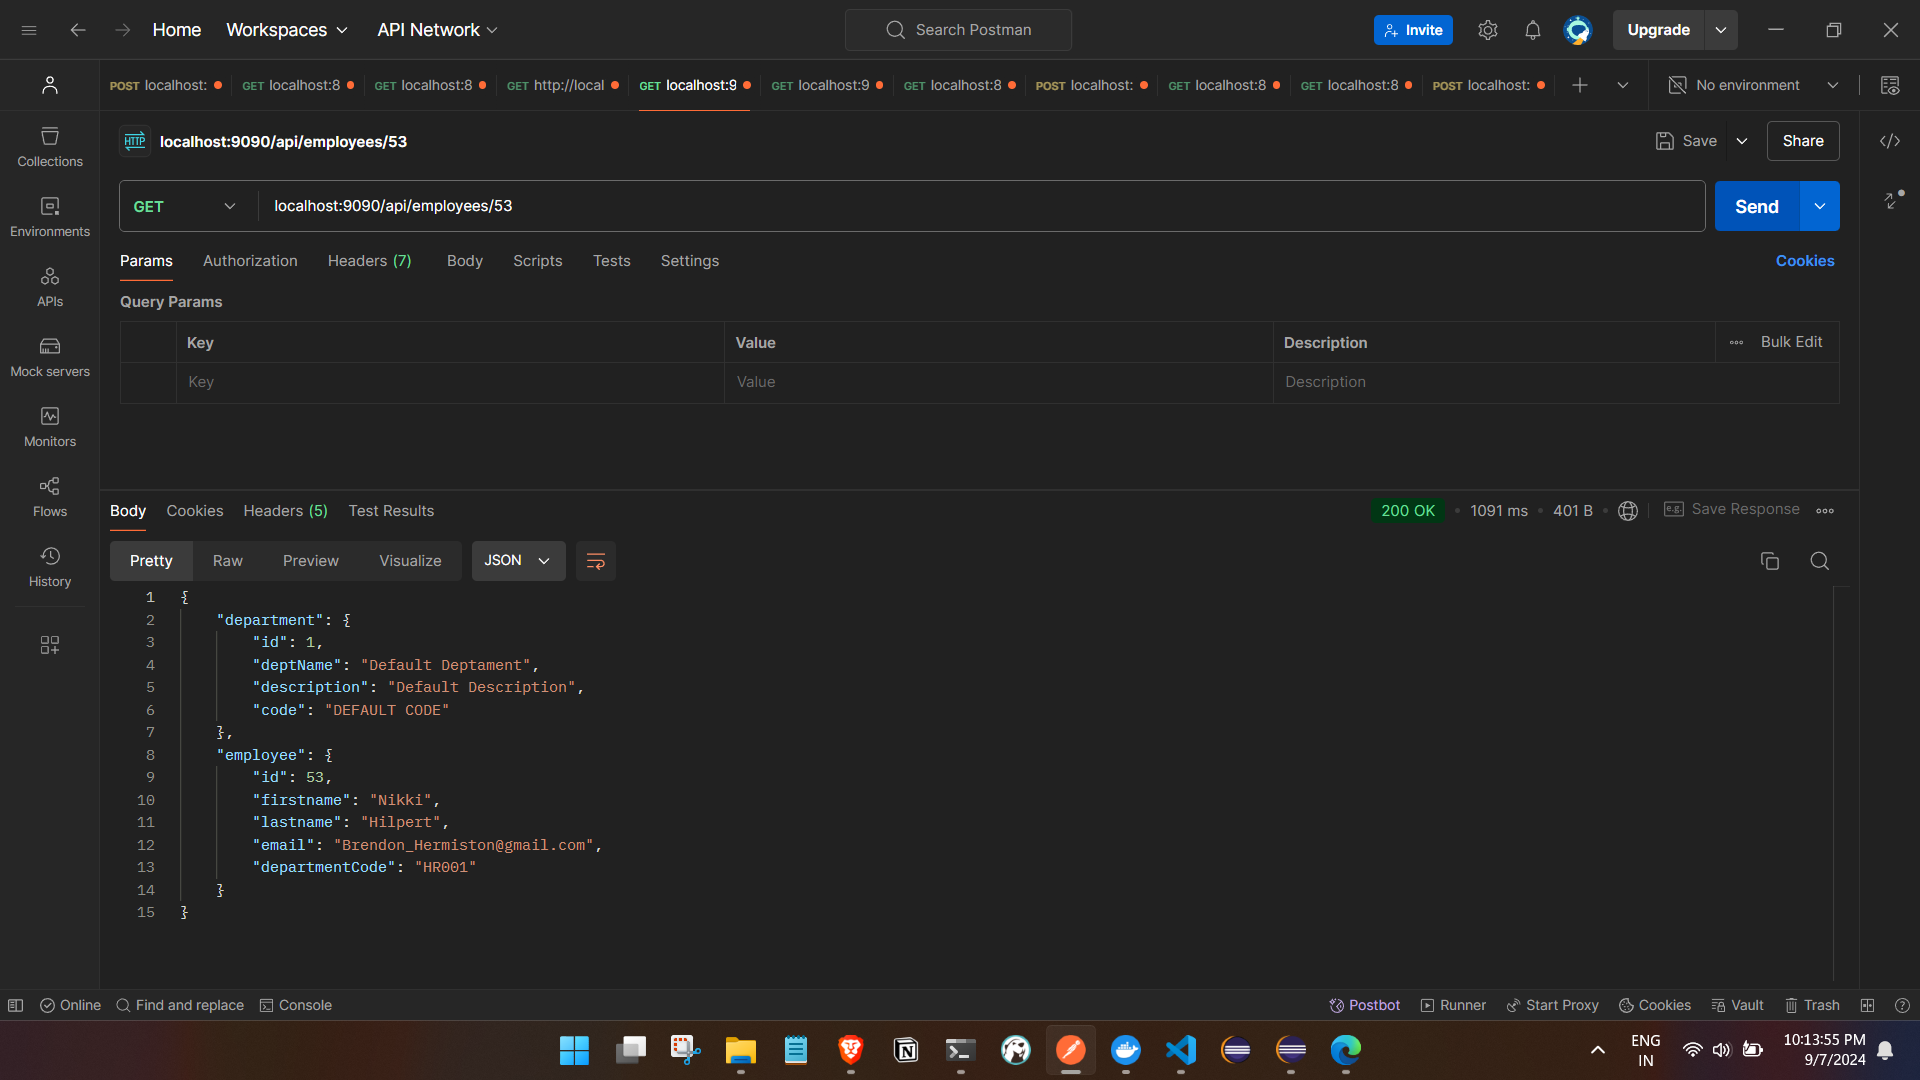 Home Workspaces API Network Search Postman Invite Upgrade
POST localhost: GET localhost:8 GET localhost:8 GET http://local GET localhost:9 GET localhost:9 GET localhost:8 POST localhost: GET localhost:8 GET localhost:8 POST localhost: No environment
HTTP localhost:9090/api/employees/53 Save Share
Collections
Environments
APIs
Mock servers
Monitors
Flows
History
GET localhost:9090/api/employees/53 Send
Params Authorization Headers (7) Body Scripts Tests Settings Cookies
Query Params
Key Value Description Bulk Edit
Key Value Description
Body Cookies Headers (5) Test Results 200 OK 1091 ms 401 B e.g. Save Response
Pretty Raw Preview Visualize JSON
1 {
2 "department": {
3 "id": 1,
4 "deptName": "Default Deptament",
5 "description": "Default Description",
6 "code": "DEFAULT CODE"
7 },
8 "employee": {
9 "id": 53,
10 "firstname": "Nikki",
11 "lastname": "Hilpert",
12 "email": "Brendon_Hermiston@gmail.com",
13 "departmentCode": "HR001"
14 }
15 }
Online Find and replace Console Postbot Runner Start Proxy Cookies Vault Trash
ENG
IN
10:13:55 PM
9/7/2024